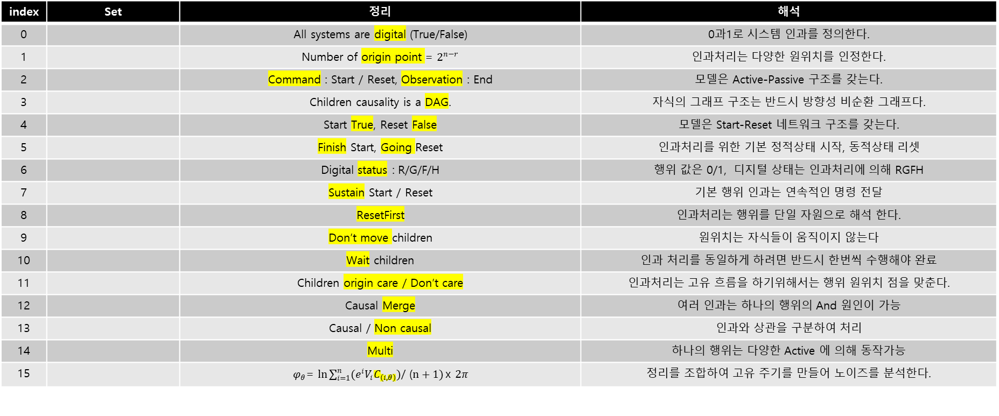 index Set 정리 해석
0 All systems are digital (True/False) 0과1로 시스템 인과를 정의한다.
1 Number of origin point = 2^{n−r} 인과처리는 다양한 원위치를 인정한다.
2 Command : Start / Reset, Observation : End 모델은 Active-Passive 구조를 갖는다.
3 Children causality is a DAG. 자식의 그래프 구조는 반드시 방향성 비순환 그래프다.
4 Start True, Reset False 모델은 Start-Reset 네트워크 구조를 갖는다.
5 Finish Start, Going Reset 인과처리를 위한 기본 정적상태 시작, 동적상태 리셋
6 Digital status : R/G/F/H 행위 값은 0/1, 디지털 상태는 인과처리에 의해 RGFH
7 Sustain Start / Reset 기본 행위 인과는 연속적인 명령 전달
8 ResetFirst 인과처리는 행위를 단일 자원으로 해석 한다.
9 Don’t move children 원위치는 자식들이 움직이지 않는다
10 Wait children 인과 처리를 동일하게 하려면 반드시 한번씩 수행해야 완료
11 Children origin care / Don’t care 인과처리는 고유 흐름을 하기위해서는 행위 원위치 점을 맞춘다.
12 Causal Merge 여러 인과는 하나의 행위의 And 원인이 가능
13 Causal / Non causal 인과와 상관을 구분하여 처리
14 Multi 하나의 행위는 다양한 Active 에 의해 동작가능
15 φ_θ = ln ∑_{i=1}^{n}(e^i V_i C_{(i,θ)})/ (n + 1) x 2π 정리를 조합하여 고유 주기를 만들어 노이즈를 분석한다.